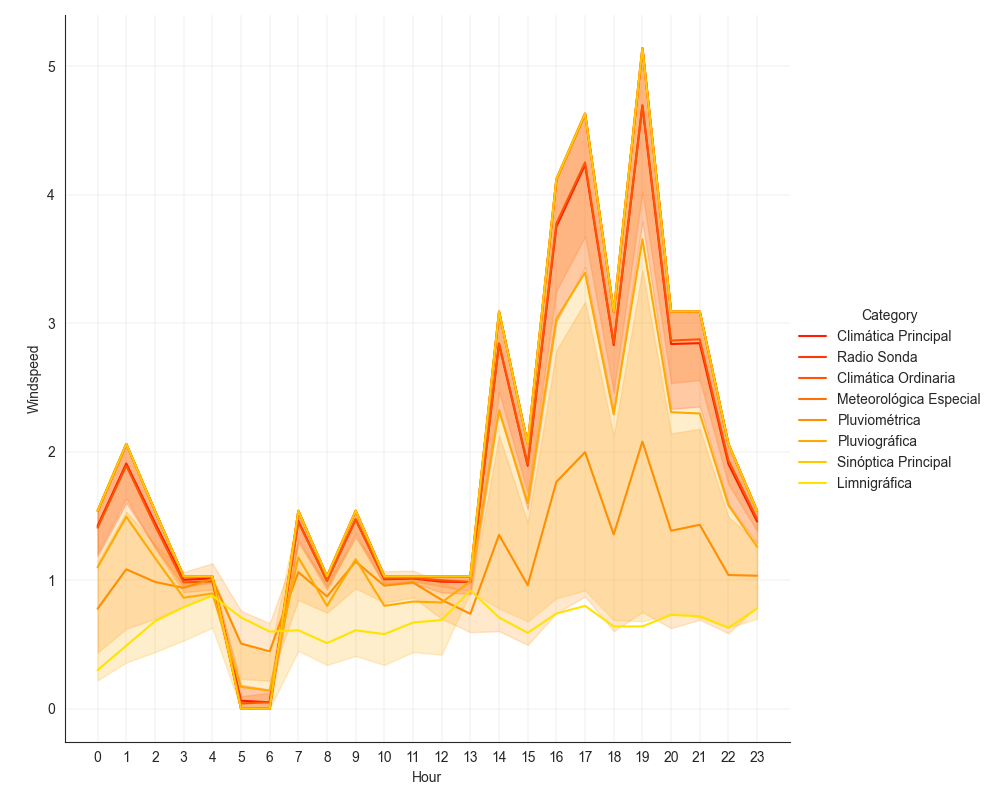 5
4
3
2
1
0
Windspeed
0 1 2 3 4 5 6 7 8 9 10 11 12 13 14 15 16 17 18 19 20 21 22 23
Hour
Category
Climática Principal
Radio Sonda
Climática Ordinaria
Meteorológica Especial
Pluviométrica
Pluviográfica
Sinóptica Principal
Limnigráfica